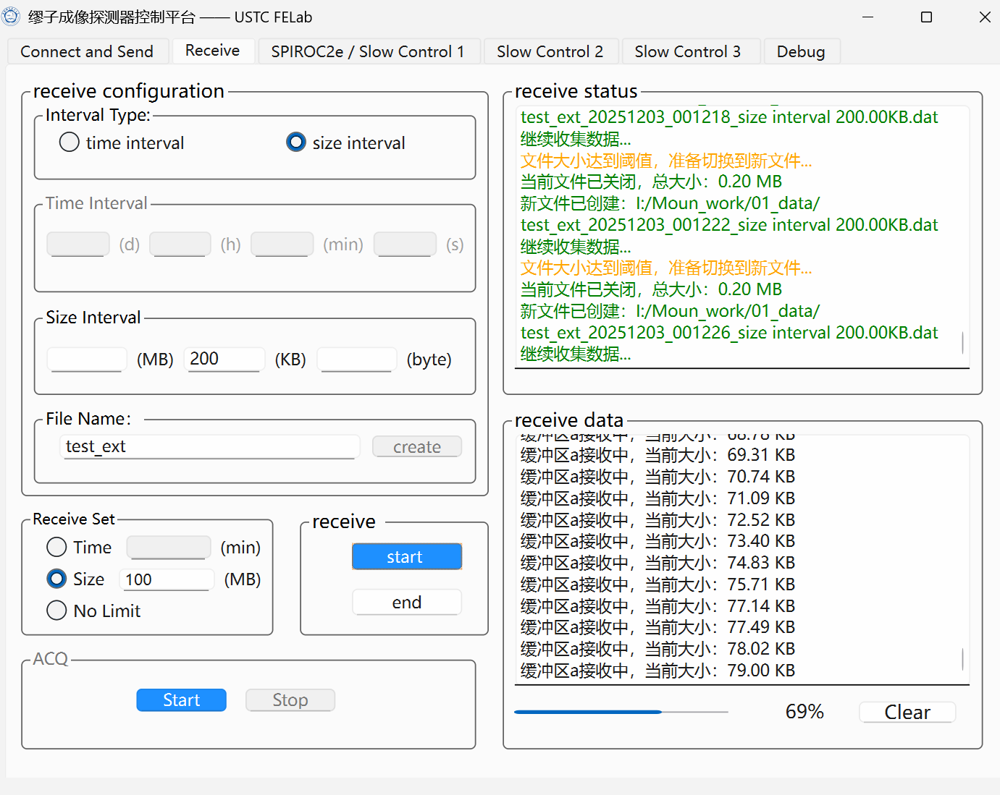 缪子成像探测器控制平台 —— USTC FELab
Connect and Send
Receive
SPIROC2e / Slow Control 1
Slow Control 2
Slow Control 3
Debug
receive configuration
Interval Type:
time interval
size interval
Time Interval
(d)
(h)
(min)
(s)
Size Interval
(MB)
200
(KB)
(byte)
File Name：
test_ext
create
Receive Set
Time
(min)
Size
100
(MB)
No Limit
receive
start
end
ACQ
Start
Stop
receive status
test_ext_20251203_001218_size interval 200.00KB.dat
继续收集数据...
文件大小达到阈值，准备切换到新文件...
当前文件已关闭，总大小：0.20 MB
新文件已创建：I:/Moun_work/01_data/
test_ext_20251203_001222_size interval 200.00KB.dat
继续收集数据...
文件大小达到阈值，准备切换到新文件...
当前文件已关闭，总大小：0.20 MB
新文件已创建：I:/Moun_work/01_data/
test_ext_20251203_001226_size interval 200.00KB.dat
继续收集数据...
receive data
缓冲区a接收中，当前大小：68.78 KB
缓冲区a接收中，当前大小：69.31 KB
缓冲区a接收中，当前大小：70.74 KB
缓冲区a接收中，当前大小：71.09 KB
缓冲区a接收中，当前大小：72.52 KB
缓冲区a接收中，当前大小：73.40 KB
缓冲区a接收中，当前大小：74.83 KB
缓冲区a接收中，当前大小：75.71 KB
缓冲区a接收中，当前大小：77.14 KB
缓冲区a接收中，当前大小：77.49 KB
缓冲区a接收中，当前大小：78.02 KB
缓冲区a接收中，当前大小：79.00 KB
69%
Clear